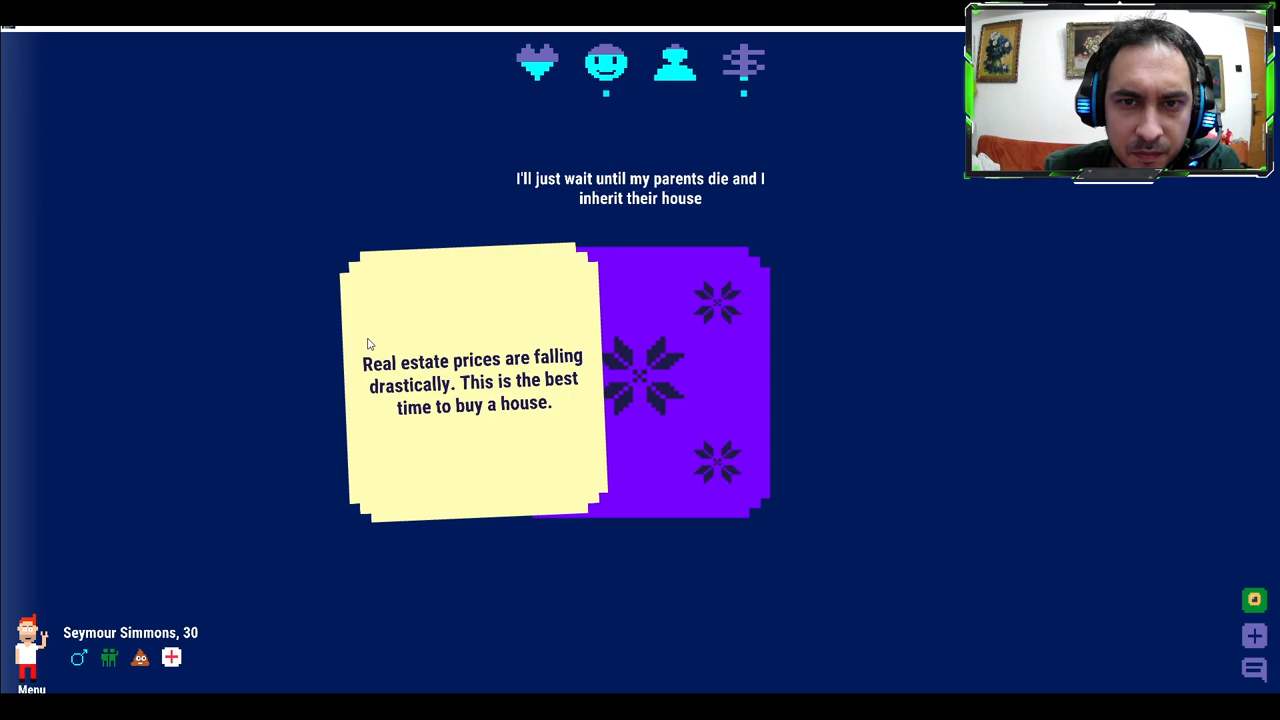 I'll just wait until my parents die and I
inherit their house
Real estate prices are falling
drastically. This is the best
time to buy a house.
Seymour Simmons, 30
Menu